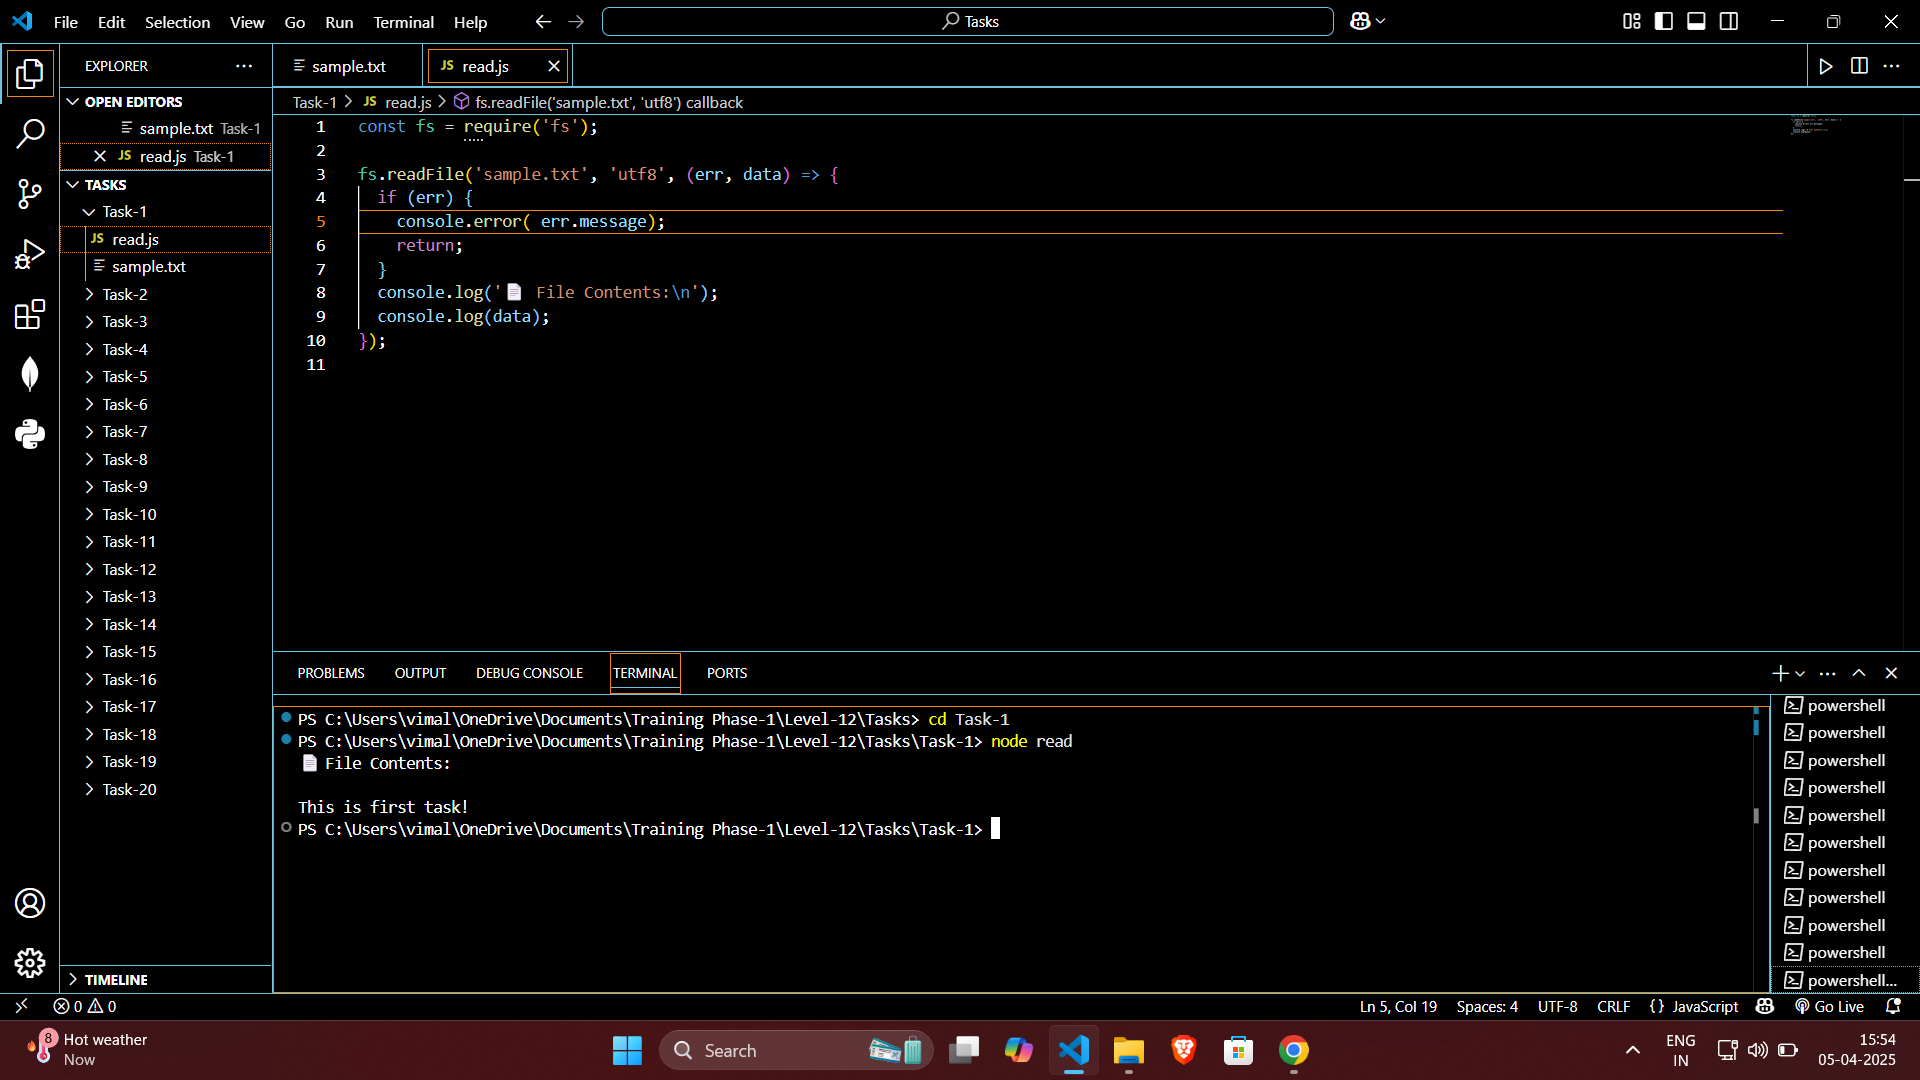 File Edit Selection View Go Run Terminal Help
Tasks
EXPLORER
OPEN EDITORS
sample.txt Task-1
JS read.js Task-1
TASKS
Task-1
JS read.js
sample.txt
Task-2
Task-3
Task-4
Task-5
Task-6
Task-7
Task-8
Task-9
Task-10
Task-11
Task-12
Task-13
Task-14
Task-15
Task-16
Task-17
Task-18
Task-19
Task-20
TIMELINE
sample.txt
JS read.js
Task-1 > JS read.js > fs.readFile('sample.txt', 'utf8') callback
1 const fs = require('fs');
2
3 fs.readFile('sample.txt', 'utf8', (err, data) => {
4 if (err) {
5 console.error( err.message);
6 return;
7 }
8 console.log('📄 File Contents:\n');
9 console.log(data);
10 });
11
PROBLEMS OUTPUT DEBUG CONSOLE TERMINAL PORTS
PS C:\Users\vimal\OneDrive\Documents\Training Phase-1\Level-12\Tasks> cd Task-1
PS C:\Users\vimal\OneDrive\Documents\Training Phase-1\Level-12\Tasks\Task-1> node read
📄 File Contents:
This is first task!
PS C:\Users\vimal\OneDrive\Documents\Training Phase-1\Level-12\Tasks\Task-1>
powershell
powershell
powershell
powershell
powershell
powershell
powershell
powershell
powershell
powershell
powershell...
0 0
Ln 5, Col 19 Spaces: 4 UTF-8 CRLF {} JavaScript Go Live
8
Hot weather
Now
Search
ENG
IN
15:54
05-04-2025